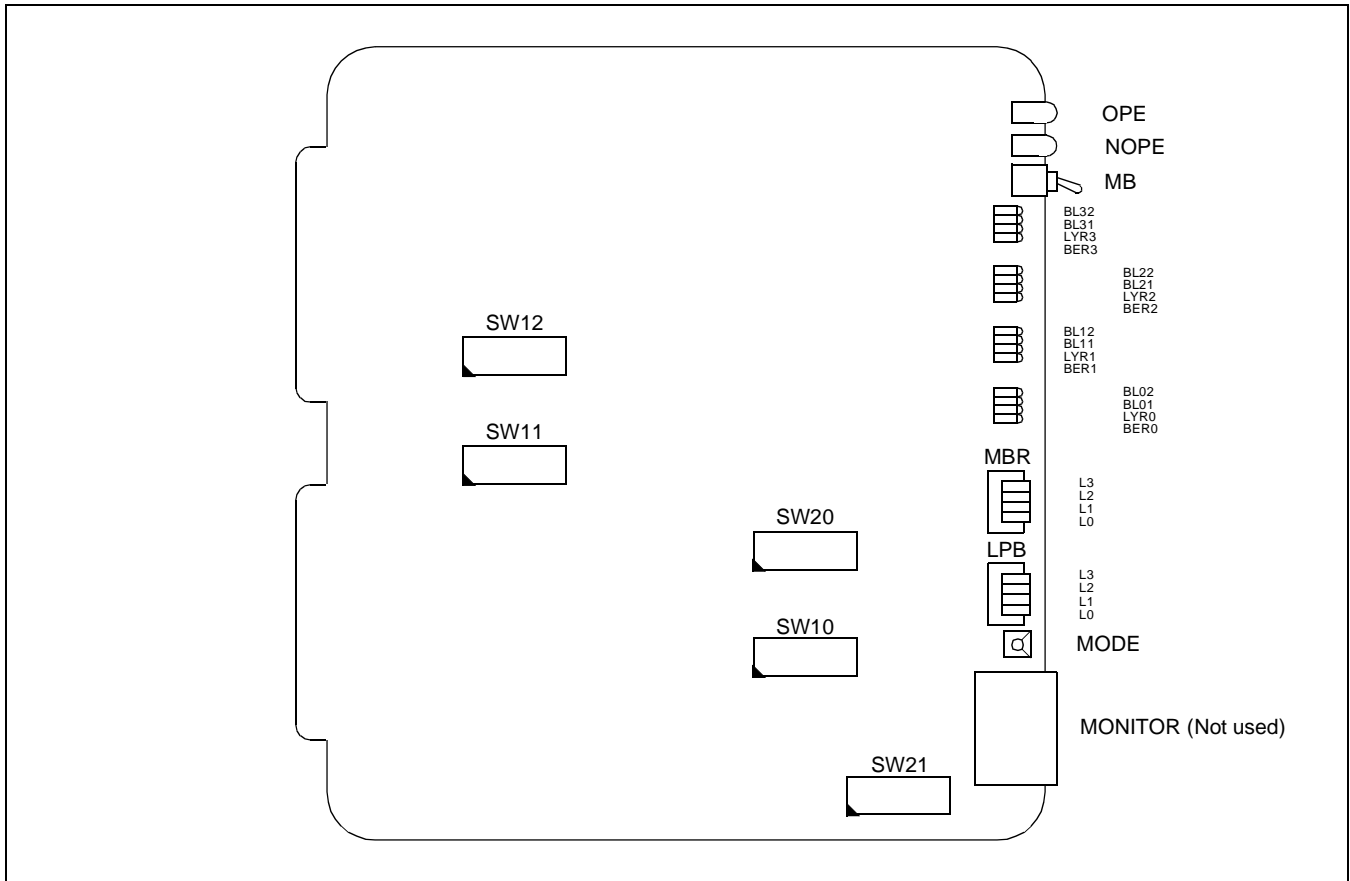 OPE
NOPE
MB
BL32
BL31
LYR3
BER3
BL22
BL21
LYR2
BER2
SW12
BL12
BL11
LYR1
BER1
BL02
BL01
LYR0
BER0
SW11
MBR
L3
L2
L1
L0
SW20
LPB
L3
L2
L1
L0
SW10
MODE
MONITOR (Not used)
SW21